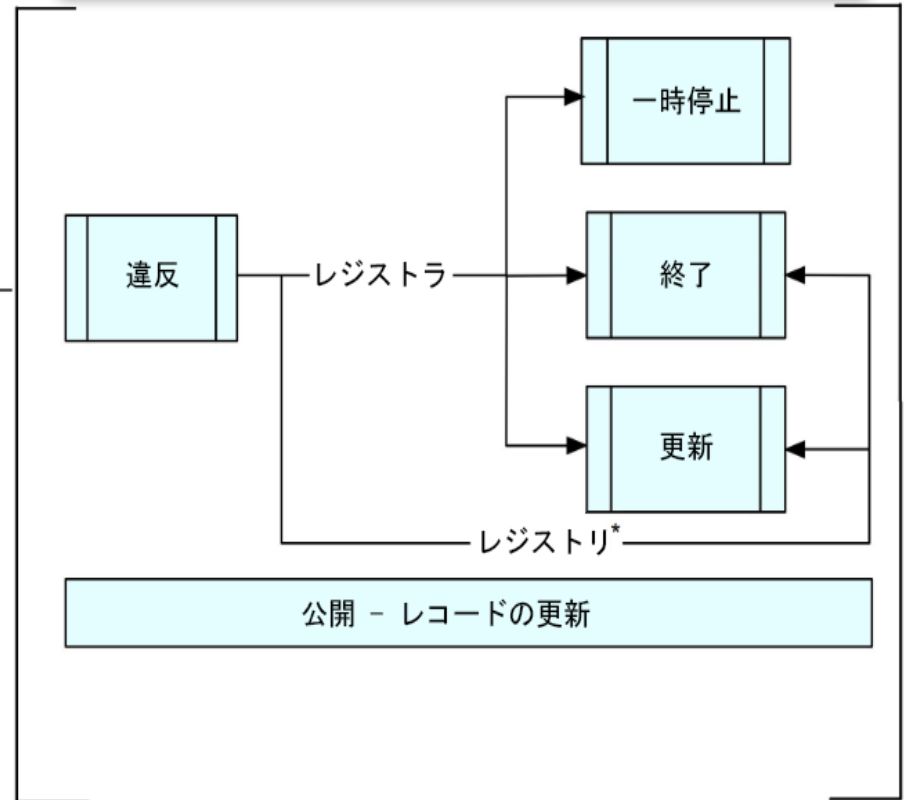 一時停止
違反
レジストラ
終了
更新
レジストリ*
公開 - レコードの更新